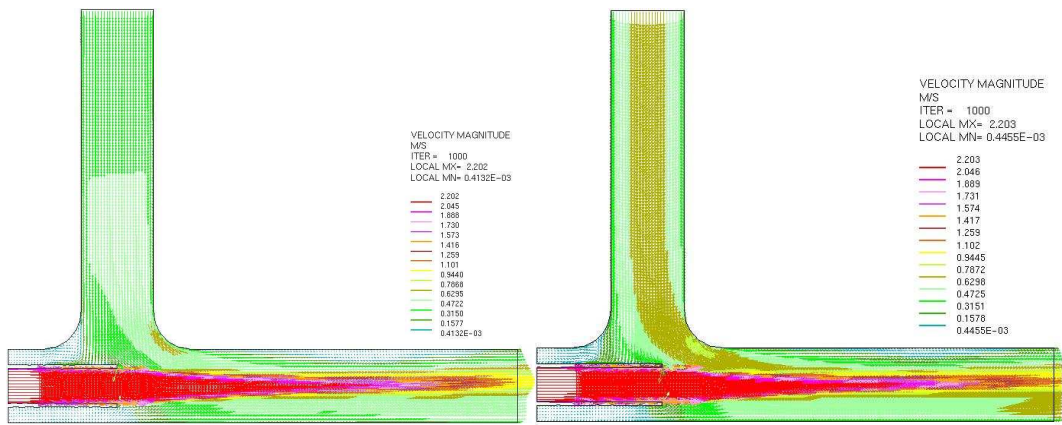 VELOCITY MAGNITUDE
M/S
ITER = 1000
LOCAL MX= 2.202
LOCAL MN= 0.4132E-03
2.202
2.045
1.888
1.730
1.573
1.416
1.259
1.101
0.9440
0.7868
0.6295
0.4722
0.3150
0.1577
0.4132E-03
VELOCITY MAGNITUDE
M/S
ITER = 1000
LOCAL MX= 2.203
LOCAL MN= 0.4455E-03
2.203
2.046
1.889
1.731
1.574
1.417
1.259
1.102
0.9445
0.7872
0.6298
0.4725
0.3151
0.1578
0.4455E-03